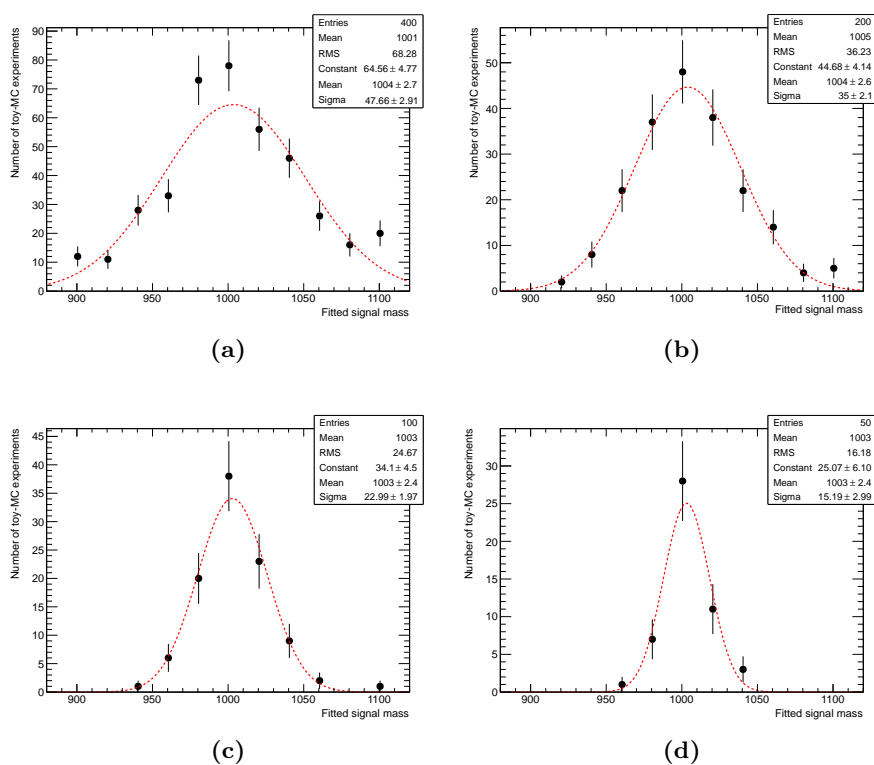 Entries 400
Mean 1001
RMS 68.28
Constant 64.56 ± 4.77
Mean 1004 ± 2.7
Sigma 47.66 ± 2.91
Number of toy-MC experiments
90
80
70
60
50
40
30
20
10
0
900 950 1000 1050 1100
Fitted signal mass
(a)
Entries 200
Mean 1005
RMS 36.23
Constant 44.68 ± 4.14
Mean 1004 ± 2.6
Sigma 35 ± 2.1
Number of toy-MC experiments
50
40
30
20
10
0
900 950 1000 1050 1100
Fitted signal mass
(b)
Entries 100
Mean 1003
RMS 24.67
Constant 34.1 ± 4.5
Mean 1003 ± 2.4
Sigma 22.99 ± 1.97
Number of toy-MC experiments
45
40
35
30
25
20
15
10
5
0
900 950 1000 1050 1100
Fitted signal mass
(c)
Entries 50
Mean 1003
RMS 16.18
Constant 25.07 ± 6.10
Mean 1003 ± 2.4
Sigma 15.19 ± 2.99
Number of toy-MC experiments
30
25
20
15
10
5
0
900 950 1000 1050 1100
Fitted signal mass
(d)